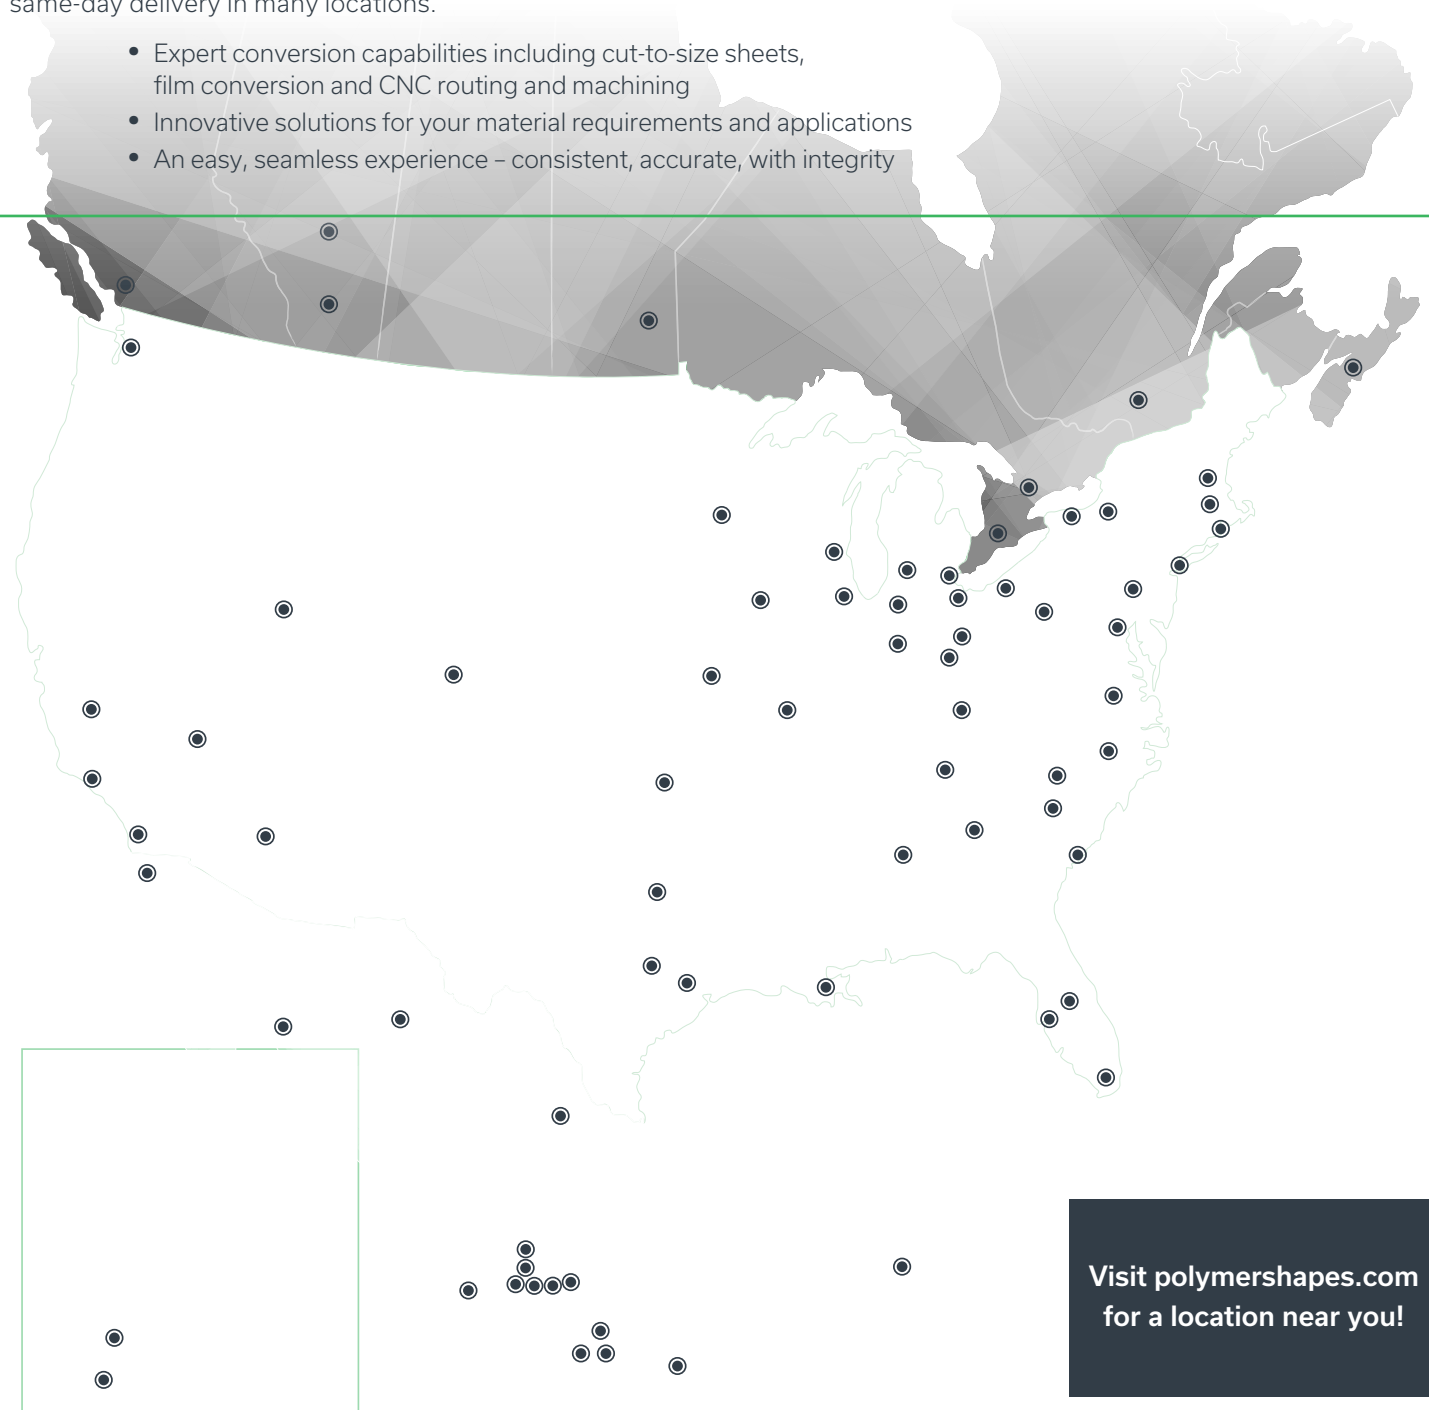 same-day delivery in many locations.
• Expert conversion capabilities including cut-to-size sheets,
film conversion and CNC routing and machining
• Innovative solutions for your material requirements and applications
• An easy, seamless experience – consistent, accurate, with integrity
Visit polymershapes.com
for a location near you!